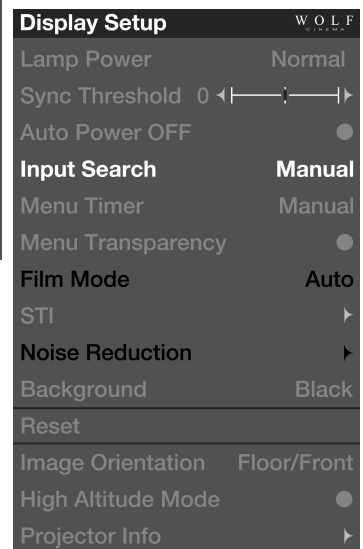 Display Setup WOLF
CINEMA
Lamp Power Normal
Sync Threshold 0
Auto Power OFF
Input Search Manual
Menu Timer Manual
Menu Transparency
Film Mode Auto
STI
Noise Reduction
Background Black
Reset
Image Orientation Floor/Front
High Altitude Mode
Projector Info